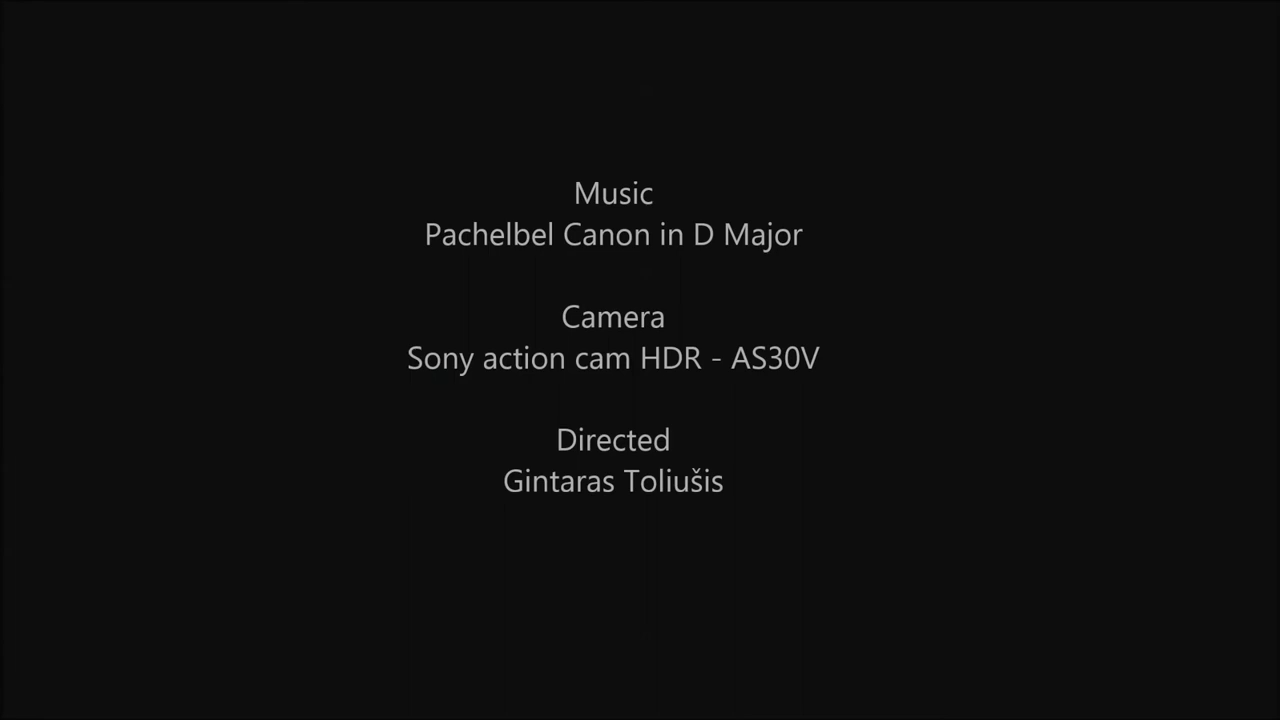 Music
Pachelbel Canon in D Major
Camera
Sony action cam HDR - AS30V
Directed
Gintaras Toliušis